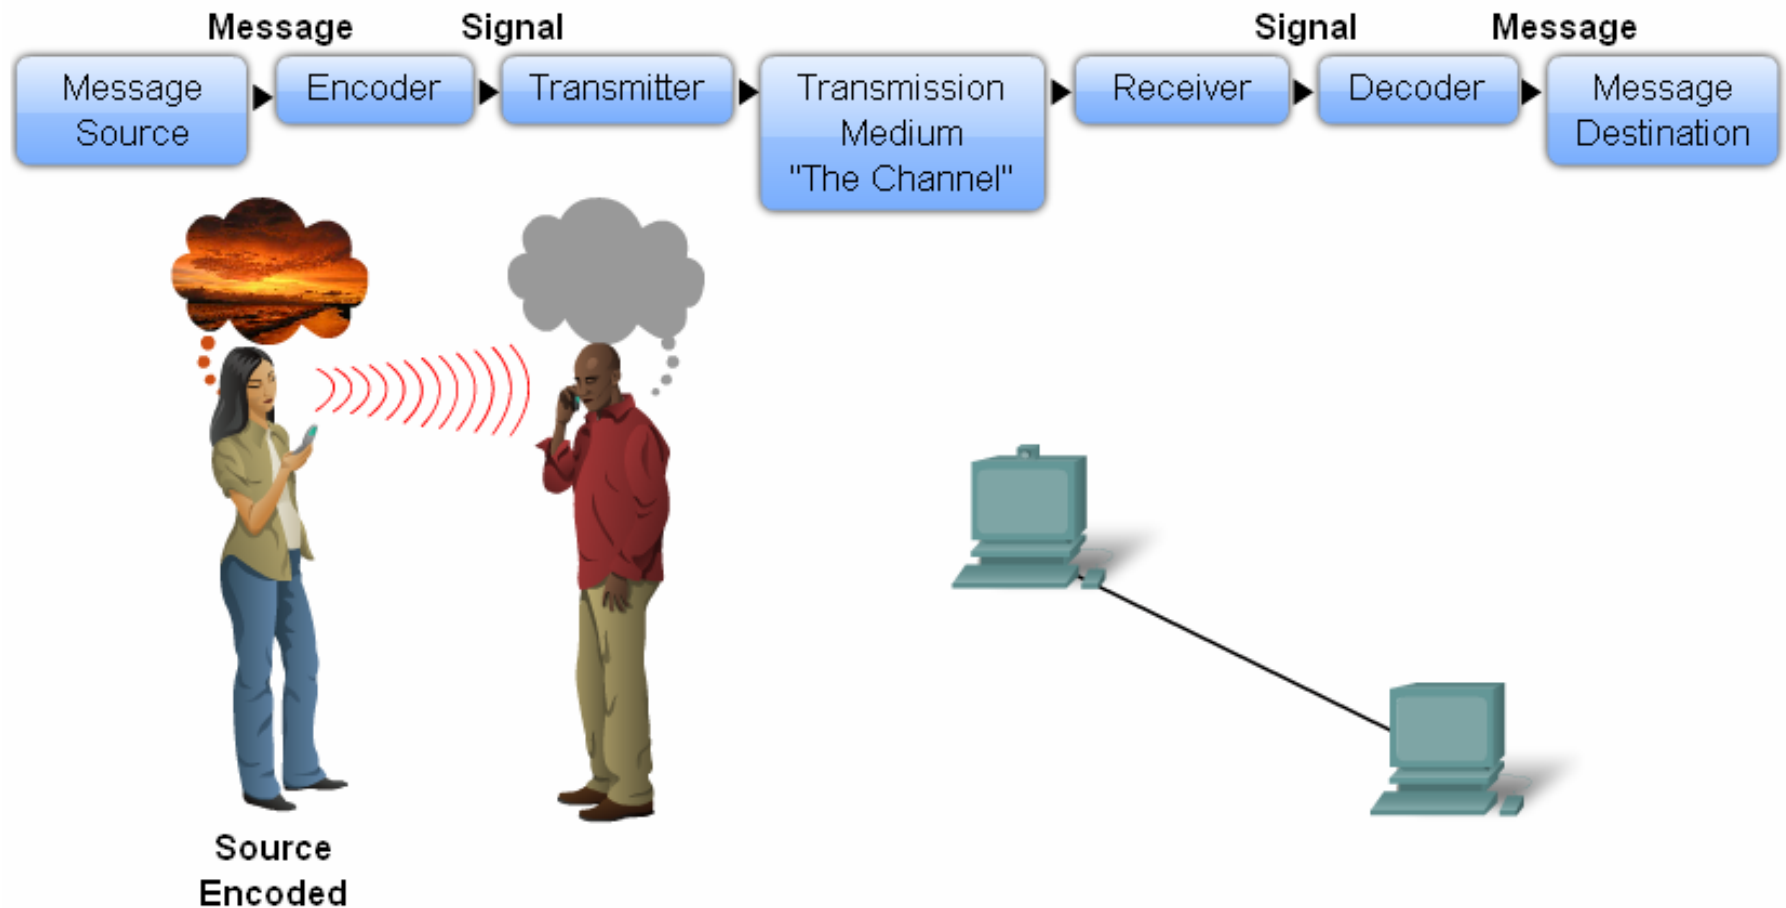 Message Signal Signal Message
Message Source
Encoder
Transmitter
Transmission Medium "The Channel"
Receiver
Decoder
Message Destination
Source
Encoded